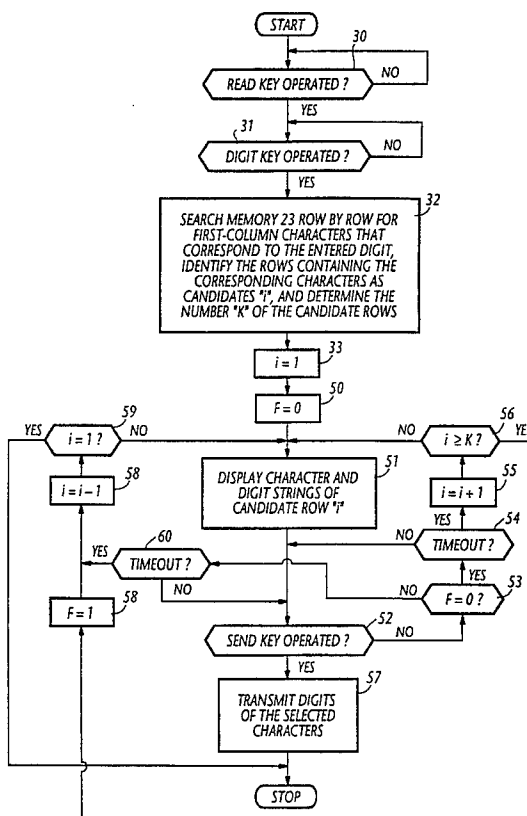 START
30
READ KEY OPERATED ?
NO
YES
31
DIGIT KEY OPERATED ?
NO
YES
32
SEARCH MEMORY 23 ROW BY ROW FOR
FIRST-COLUMN CHARACTERS THAT
CORRESPOND TO THE ENTERED DIGIT,
IDENTIFY THE ROWS CONTAINING THE
CORRESPONDING CHARACTERS AS
CANDIDATES "i", AND DETERMINE THE
NUMBER "K" OF THE CANDIDATE ROWS
33
i = 1
50
F = 0
59
YES
i = 1 ?
NO
56
NO
i ≥ K ?
YE
58
i = i – 1
51
DISPLAY CHARACTER AND
DIGIT STRINGS OF
CANDIDATE ROW "i"
55
i = i + 1
YES
54
NO
TIMEOUT ?
60
YES
TIMEOUT ?
NO
YES
53
NO
F = 0 ?
58
F = 1
52
SEND KEY OPERATED ?
NO
YES
57
TRANSMIT DIGITS
OF THE SELECTED
CHARACTERS
STOP